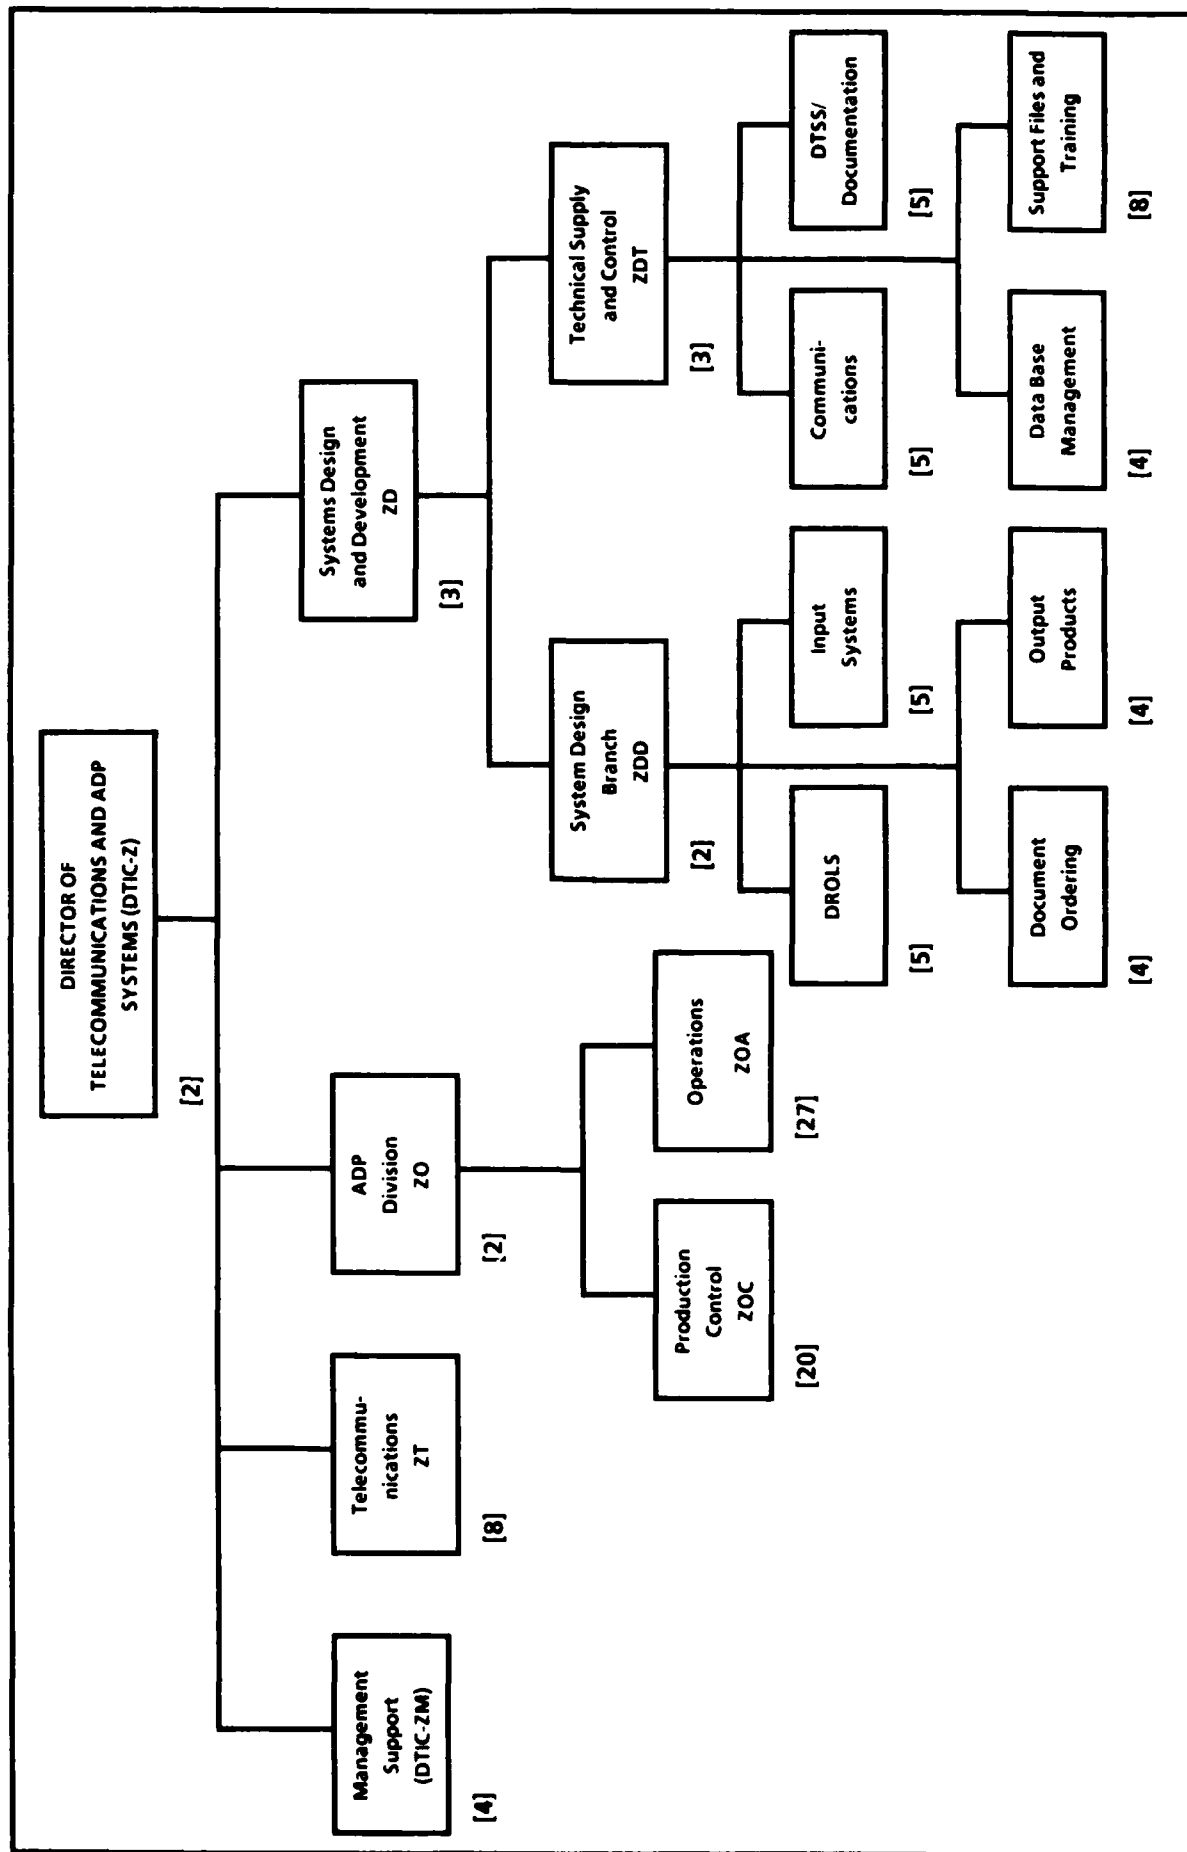 DIRECTOR OF
TELECOMMUNICATIONS AND ADP
SYSTEMS (DTIC-Z)
[2]
Management
Support
(DTIC-ZM)
[4]
Telecommu-
nications
ZT
[8]
ADP
Division
ZO
[2]
Systems Design
and Development
ZD
[3]
Production
Control
ZOC
[20]
Operations
ZOA
[27]
System Design
Branch
ZDD
[2]
Technical Supply
and Control
ZDT
[3]
DROLS
[5]
Input
Systems
[5]
Communi-
cations
[5]
DTSS/
Documentation
[5]
Document
Ordering
[4]
Output
Products
[4]
Data Base
Management
[4]
Support Files and
Training
[8]